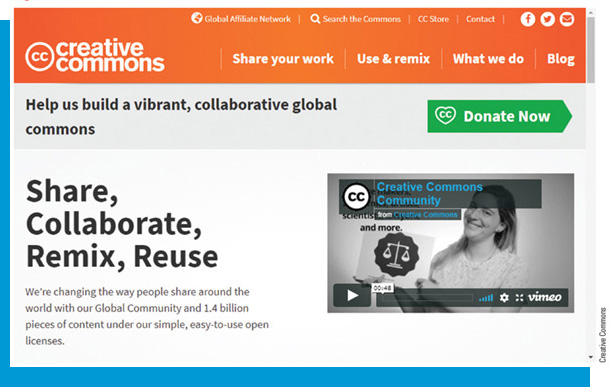 Global Affiliate Network | Search the Commons | CC Store | Contact |
cc creative commons
Share your work | Use & remix | What we do | Blog
Help us build a vibrant, collaborative global
commons
Donate Now
Share,
Collaborate,
Remix, Reuse
We're changing the way people share around the
world with our Global Community and 1.4 billion
pieces of content under our simple, easy-to-use open
licenses.
cc
Creative Commons
Community
from Creative Commons
scientis
and more.
00:48
vimeo
Creative Commons